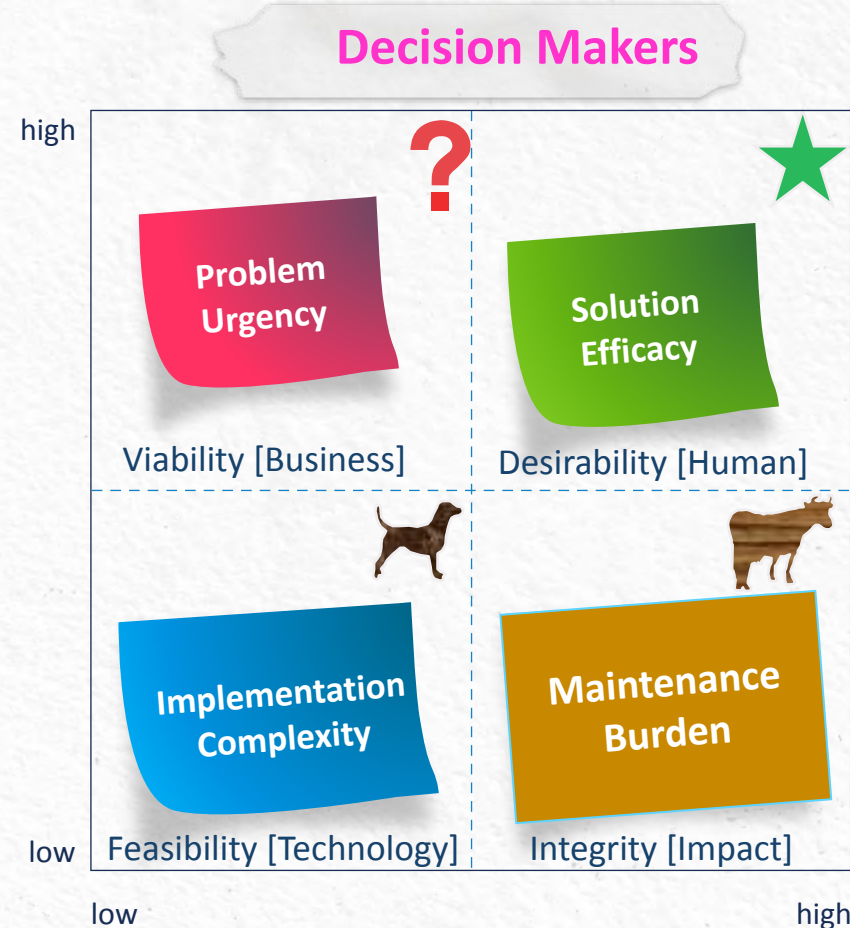 Decision Makers
high
?
Problem
Urgency
Solution
Efficacy
Viability [Business]
Desirability [Human]
Implementation
Complexity
Maintenance
Burden
low
Feasibility [Technology]
Integrity [Impact]
low
high